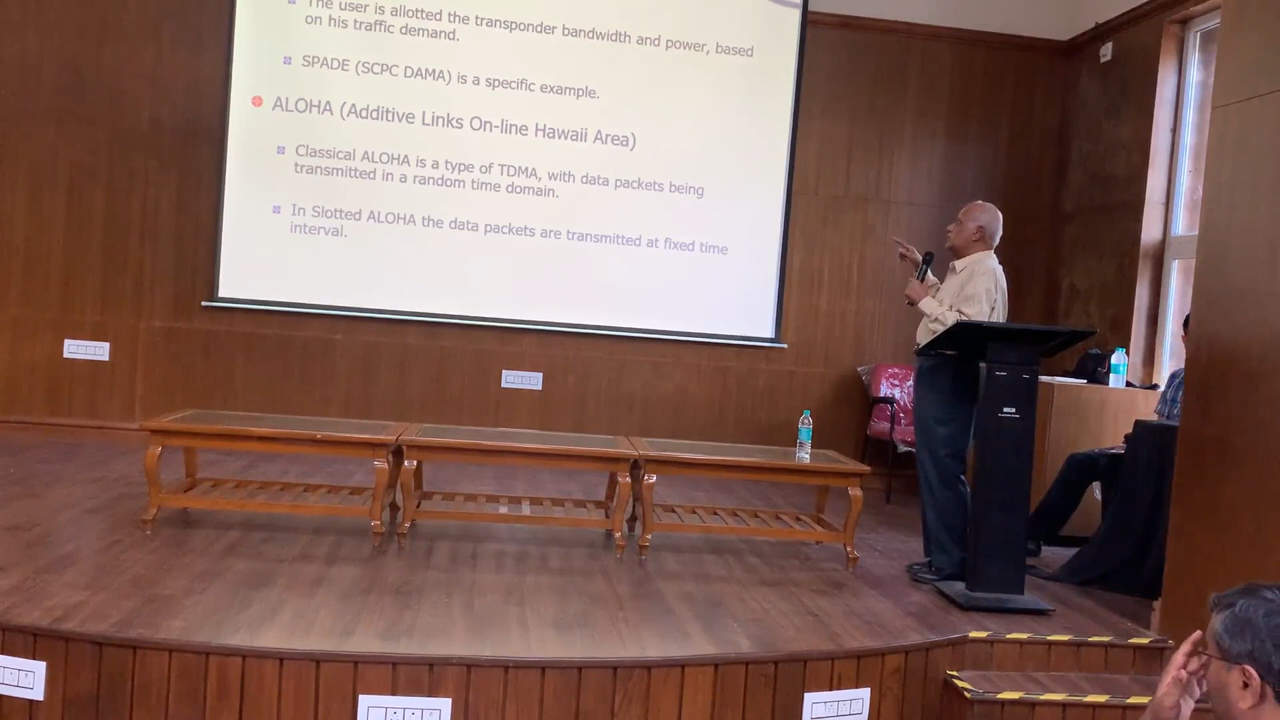 The user is allotted the transponder bandwidth and power, based
on his traffic demand.
SPADE (SCPC DAMA) is a specific example.
ALOHA (Additive Links On-line Hawaii Area)
Classical ALOHA is a type of TDMA, with data packets being
transmitted in a random time domain.
In Slotted ALOHA the data packets are transmitted at fixed time
interval.